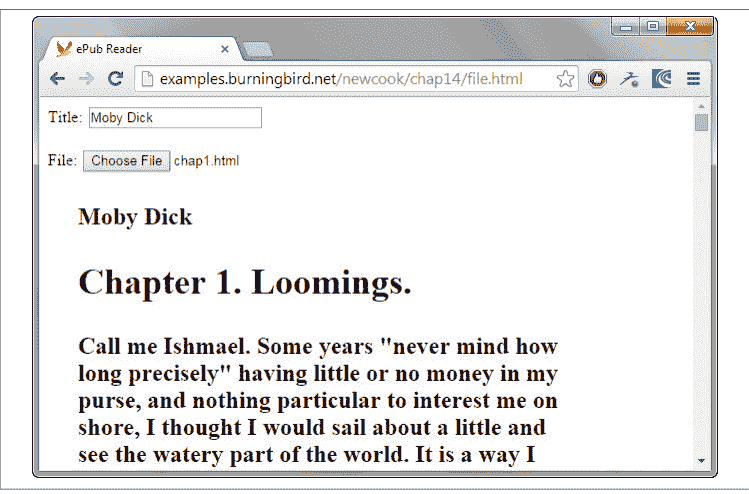 ePub Reader
examples.burningbird.net/newcook/chap14/file.html
Title: Moby Dick
File: Choose File chap1.html
Moby Dick
Chapter 1. Loomings.
Call me Ishmael. Some years "never mind how
long precisely" having little or no money in my
purse, and nothing particular to interest me on
shore, I thought I would sail about a little and
see the watery part of the world. It is a way I